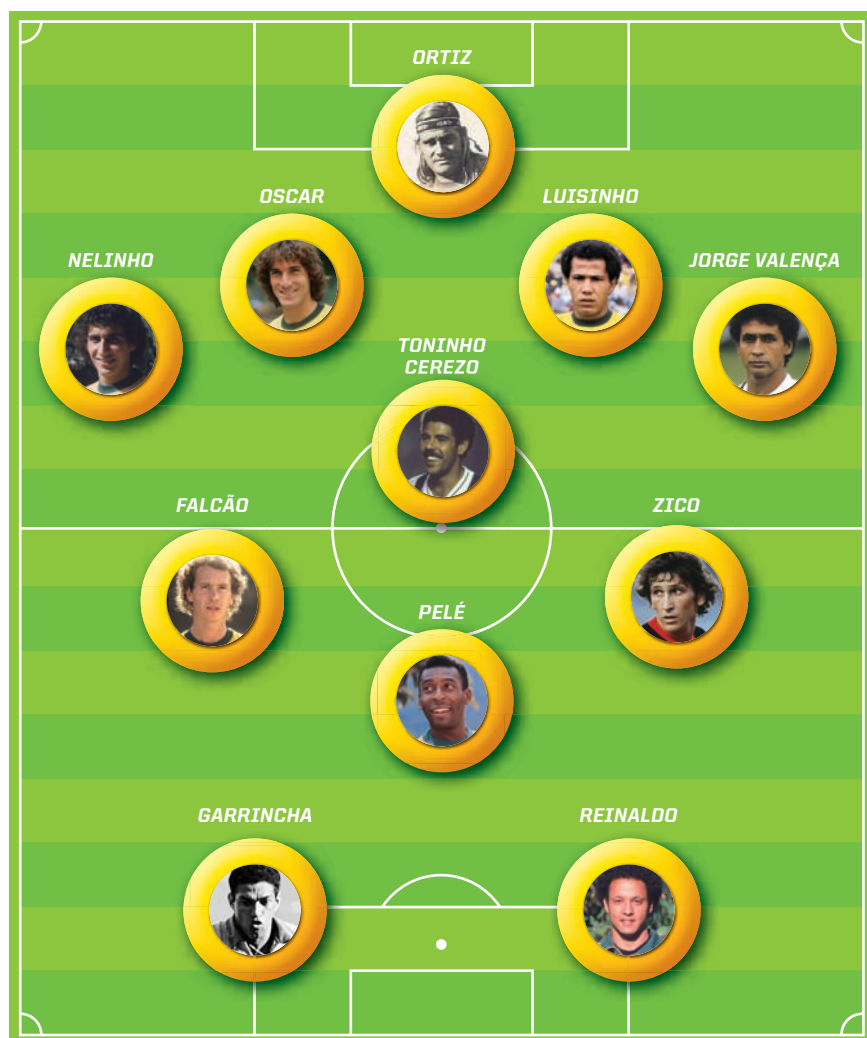 ORTIZ
OSCAR
LUISINHO
NELINHO
JORGE VALENÇA
TONINHO
CEREZO
FALCÃO
ZICO
PELÉ
GARRINCHA
REINALDO